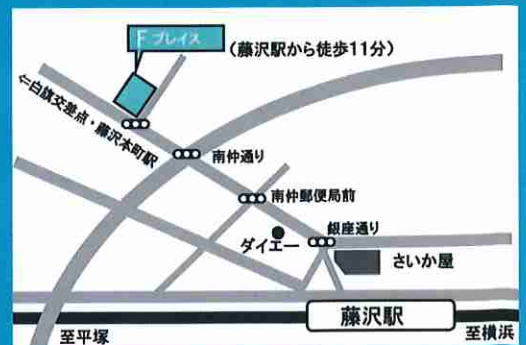 F プレイス
(藤沢駅から徒歩11分)
⇐白旗交差点・藤沢本町駅
南仲通り
南仲郵便局前
銀座通り
ダイエー
さいか屋
藤沢駅
至平塚
至横浜